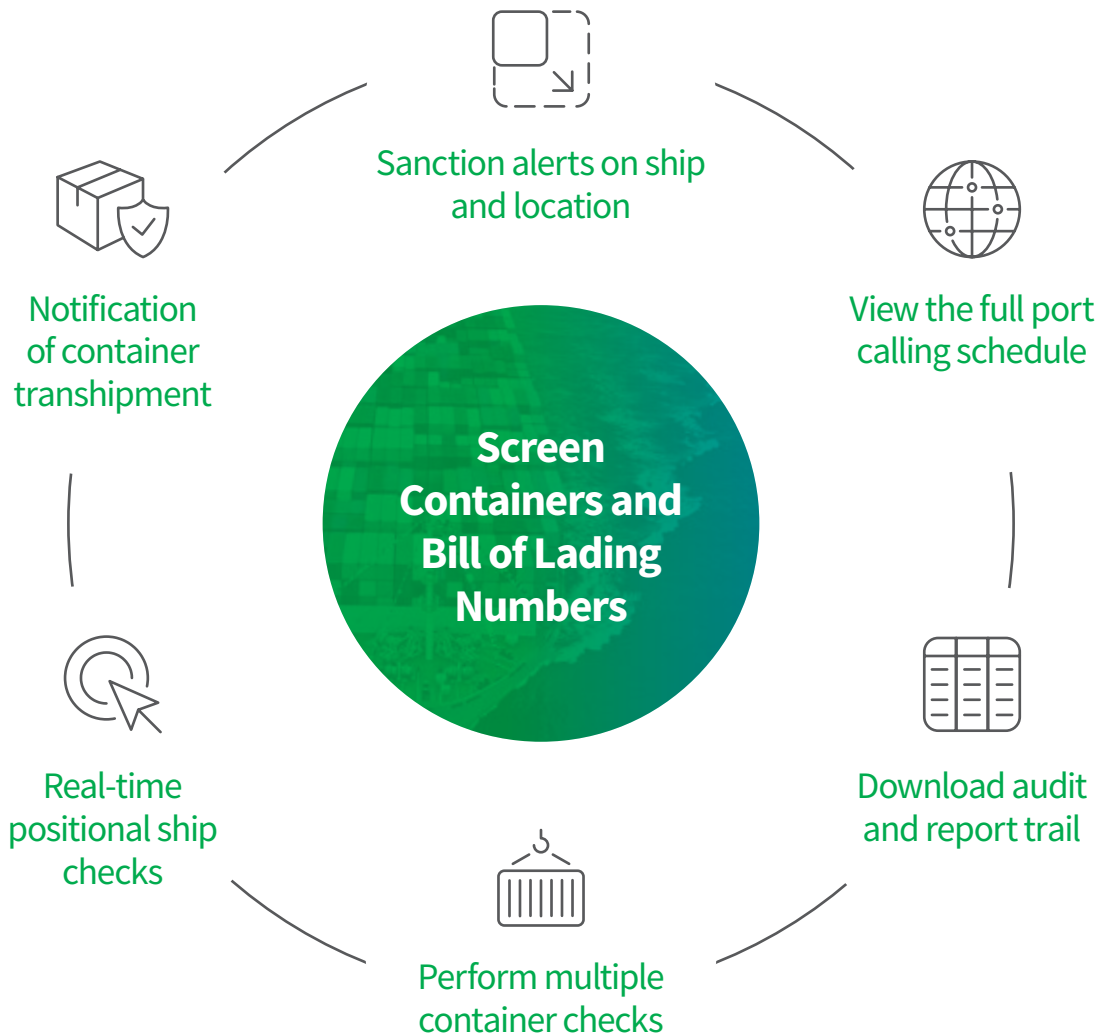 Sanction alerts on ship
and location
View the full port
calling schedule
Download audit
and report trail
Perform multiple
container checks
Real-time
positional ship
checks
Notification
of container
transhipment
Screen
Containers and
Bill of Lading
Numbers